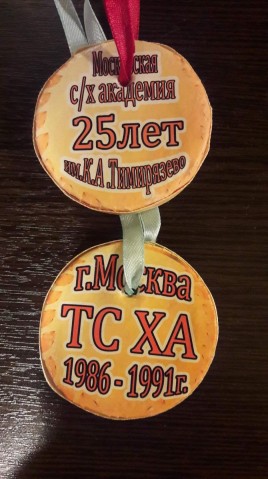 Московская
с/х академия
25лет
им.К.А.Тимирязево
г.Москва
ТС ХА
1986 - 1991г.